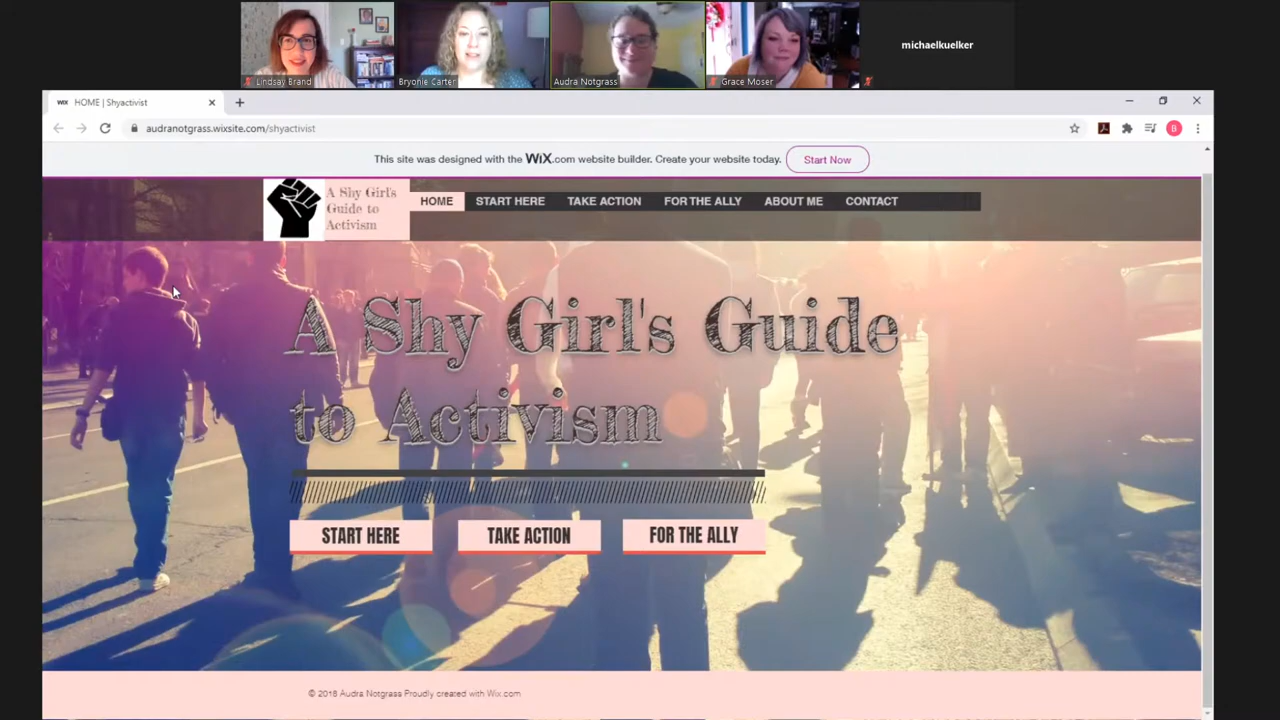 michaelkuelker
Lindsay Brand
Bryonie Carter
Audra Notgrass
Grace Moser
WIX HOME | Shyactivist
audranotgrass.wixsite.com/shyactivist
B
This site was designed with the WiX.com website builder. Create your website today. Start Now
A Shy Girl's
Guide to
Activism
HOME START HERE TAKE ACTION FOR THE ALLY ABOUT ME CONTACT
A Shy Girl's Guide
to Activism
START HERE TAKE ACTION FOR THE ALLY
© 2018 Audra Notgrass Proudly created with Wix.com